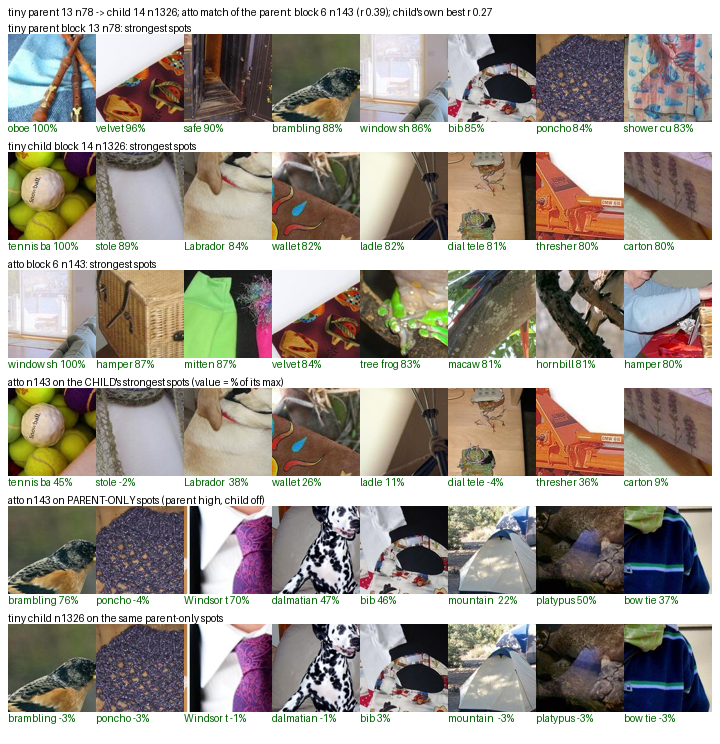 tiny parent 13 n78 -> child 14 n1326; atto match of the parent: block 6 n143 (r 0.39); child's own best r 0.27
tiny parent block 13 n78: strongest spots
oboe 100% velvet 96% safe 90% brambling 88% window sh 86% bib 85% poncho 84% shower cu 83%
tiny child block 14 n1326: strongest spots
tennis ba 100% stole 89% Labrador 84% wallet 82% ladle 82% dial tele 81% thresher 80% carton 80%
atto block 6 n143: strongest spots
window sh 100% hamper 87% mitten 87% velvet 84% tree frog 83% macaw 81% hornbill 81% hamper 80%
atto n143 on the CHILD's strongest spots (value = % of its max)
tennis ba 45% stole -2% Labrador 38% wallet 26% ladle 11% dial tele -4% thresher 36% carton 9%
atto n143 on PARENT-ONLY spots (parent high, child off)
brambling 76% poncho -4% Windsor t 70% dalmatian 47% bib 46% mountain 22% platypus 50% bow tie 37%
tiny child n1326 on the same parent-only spots
brambling -3% poncho -3% Windsor t -1% dalmatian -1% bib 3% mountain -3% platypus -3% bow tie -3%